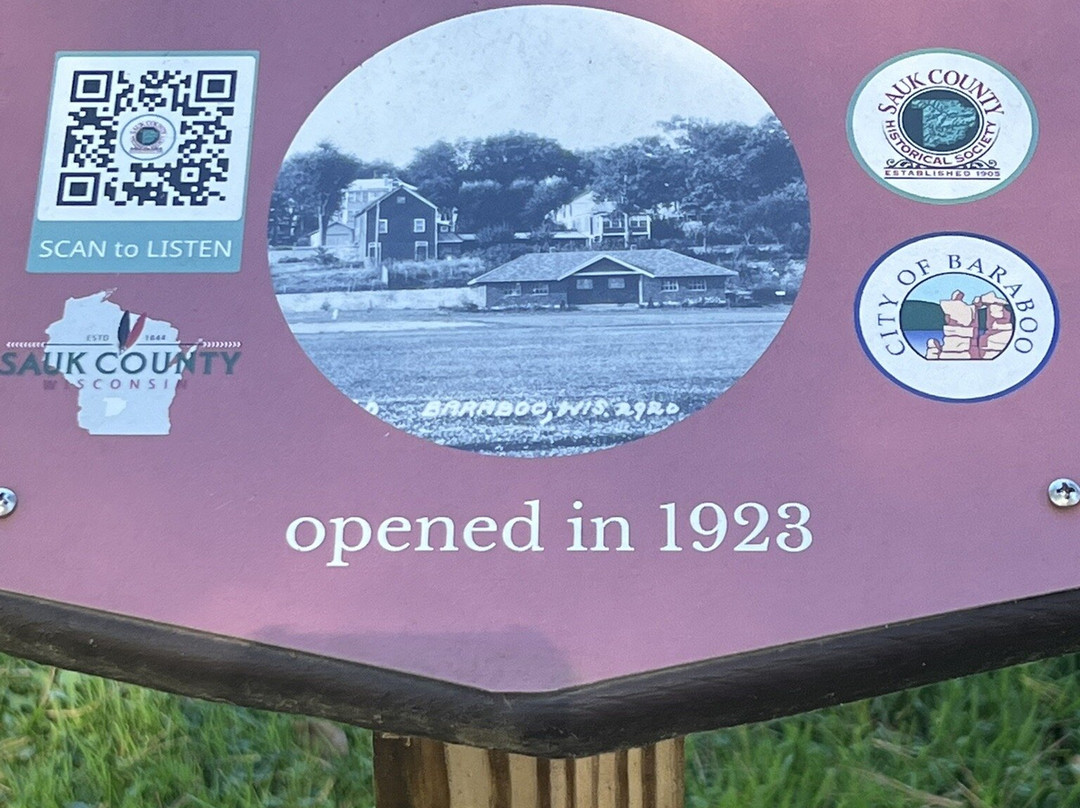 SCAN to LISTEN
ESTD 1844
SAUK COUNTY
WISCONSIN
BARABOO, WIS. 2920
SAUK COUNTY
HISTORICAL SOCIETY
ESTABLISHED 1905
CITY OF BARABOO
opened in 1923